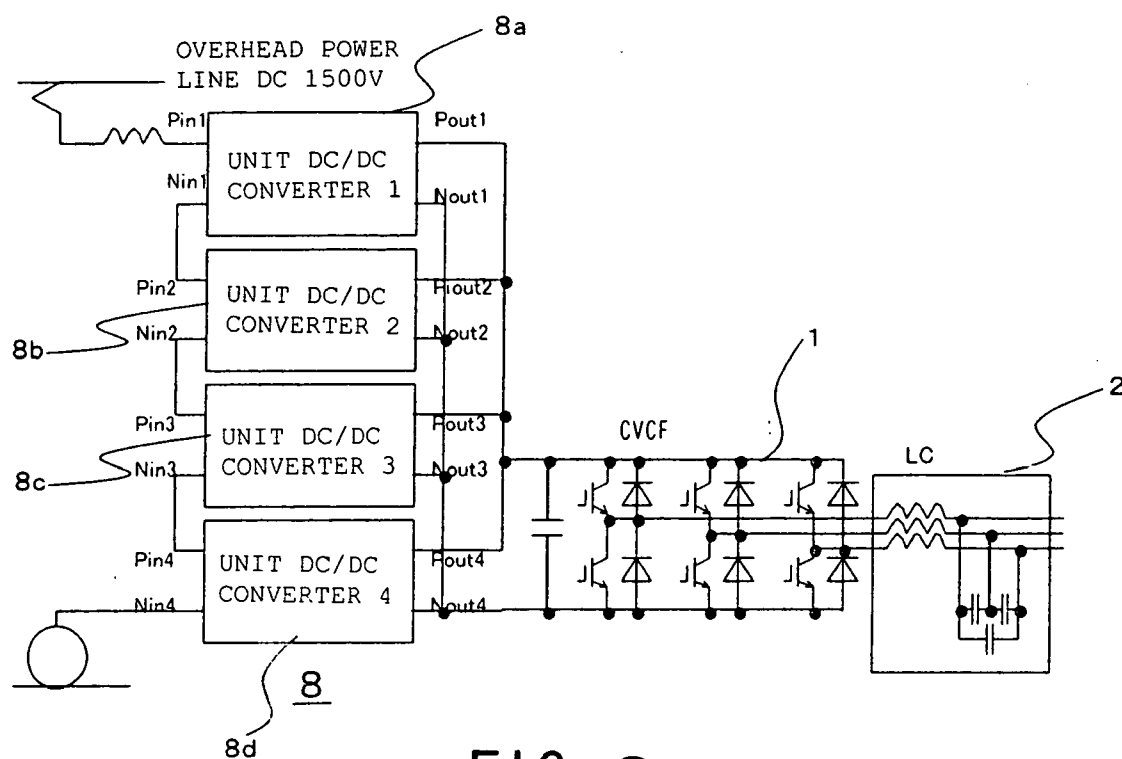 8a
OVERHEAD POWER
LINE DC 1500V
Pin1
Pout1
UNIT DC/DC
CONVERTER 1
Nin1
Nout1
Pin2
UNIT DC/DC
CONVERTER 2
Nin2
Nout2
8b
Pin3
Pout3
UNIT DC/DC
CONVERTER 3
Nin3
Nout3
8c
Pin4
Pout4
UNIT DC/DC
CONVERTER 4
Nin4
Nout4
8
8d
CVCF
1
LC
2